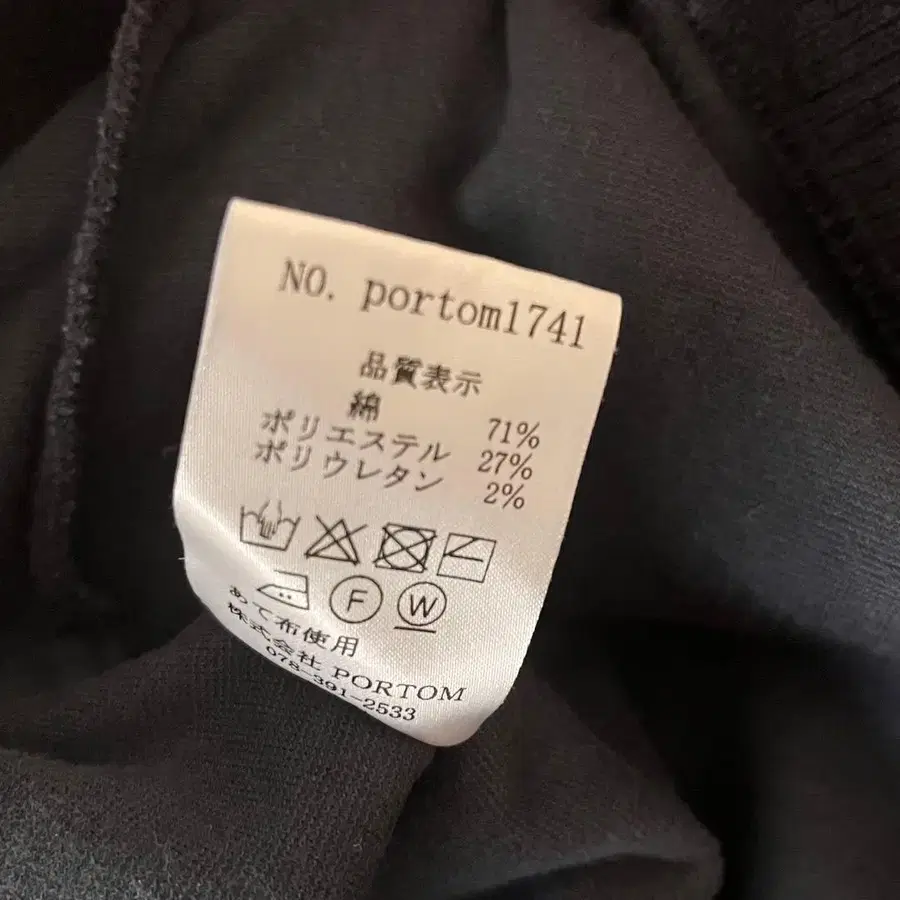 NO. portom1741
品質表示
綿 71%
ポリエステル 27%
ポリウレタン 2%
F W
あて布使用
株式会社 PORTOM
078-391-2533